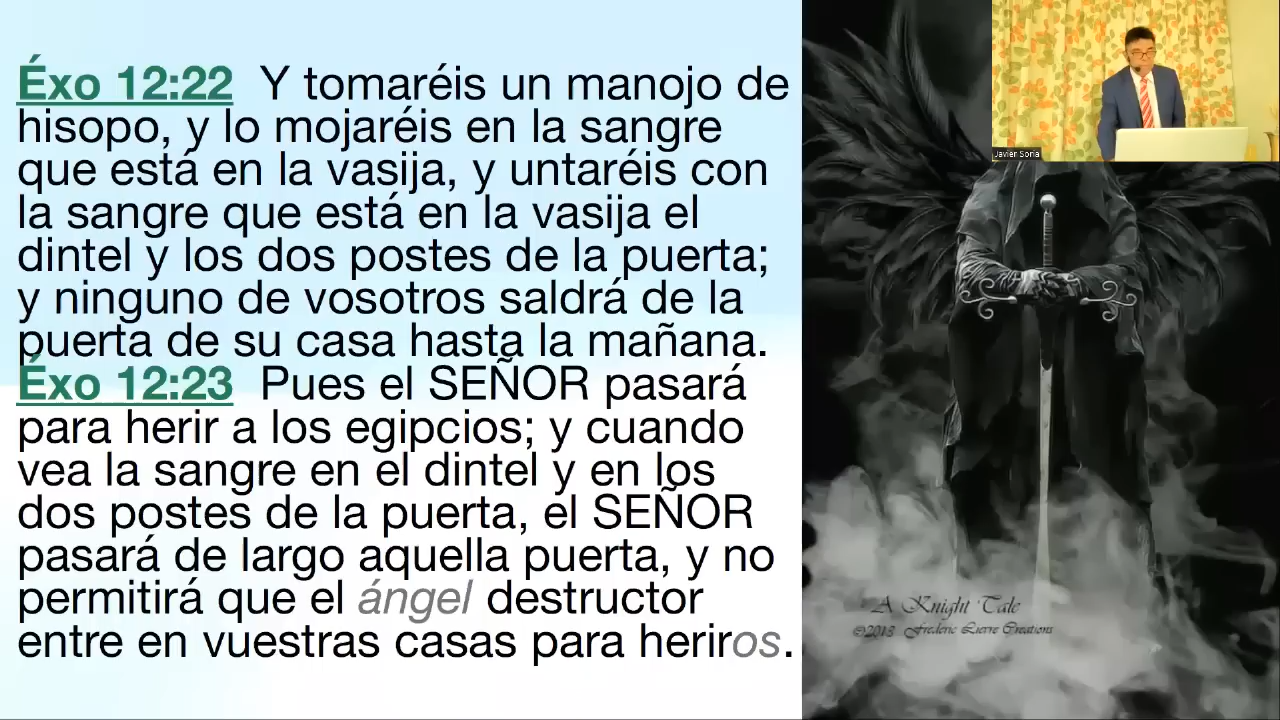 Éxo 12:22 Y tomaréis un manojo de
hisopo, y lo mojaréis en la sangre
que está en la vasija, y untaréis con
la sangre que está en la vasija el
dintel y los dos postes de la puerta;
y ninguno de vosotros saldrá de la
puerta de su casa hasta la mañana.
Éxo 12:23 Pues el SEÑOR pasará
para herir a los egipcios; y cuando
vea la sangre en el dintel y en los
dos postes de la puerta, el SEÑOR
pasará de largo aquella puerta, y no
permitirá que el ángel destructor
entre en vuestras casas para heriros.
Javier Soria
A Knight Tale
©2013 Frederic Lievre Creations